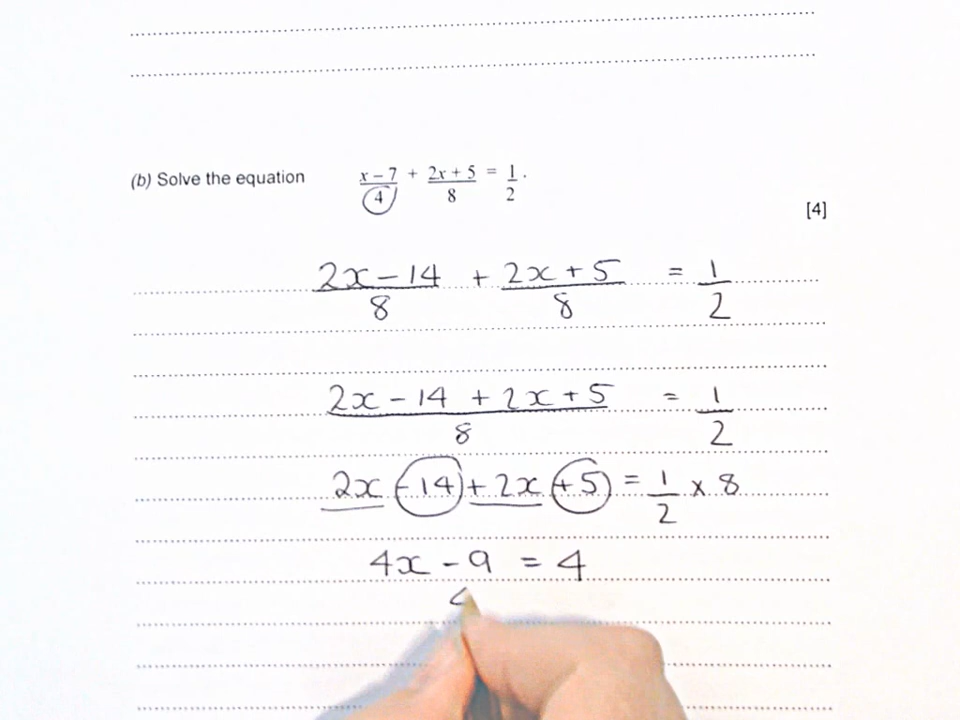 (b) Solve the equation x − 7 / 4 + 2x + 5 / 8 = 1 / 2 .
[4]
2x − 14 / 8 + 2x + 5 / 8 = 1 / 2
2x − 14 + 2x + 5 / 8 = 1 / 2
2x − 14 + 2x + 5 = 1 / 2 × 8
4x − 9 = 4